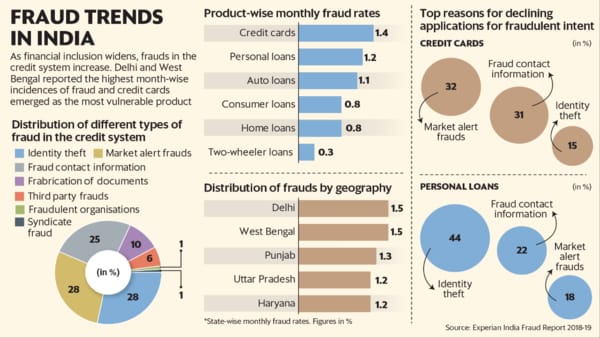 FRAUD TRENDS
IN INDIA
As financial inclusion widens, frauds in the
credit system increase. Delhi and West
Bengal reported the highest month-wise
incidences of fraud and credit cards
emerged as the most vulnerable product
Distribution of different types of
fraud in the credit system
Identity theft
Market alert frauds
Fraud contact information
Frabrication of documents
Third party frauds
Fraudulent organisations
Syndicate
fraud
25
10
6
1
1
28
28
(in %)
Product-wise monthly fraud rates
Credit cards 1.4
Personal loans 1.2
Auto loans 1.1
Consumer loans 0.8
Home loans 0.8
Two-wheeler loans 0.3
Distribution of frauds by geography
Delhi 1.5
West Bengal 1.5
Punjab 1.3
Uttar Pradesh 1.2
Haryana 1.2
*State-wise monthly fraud rates. Figures in %
Top reasons for declining
applications for fraudulent intent
CREDIT CARDS (in %)
32
Market alert
frauds
Fraud contact
information
31
Identity
theft
15
PERSONAL LOANS (in %)
44
Identity
theft
Fraud contact
information
22
Market
alert
frauds
18
Source: Experian India Fraud Report 2018-19